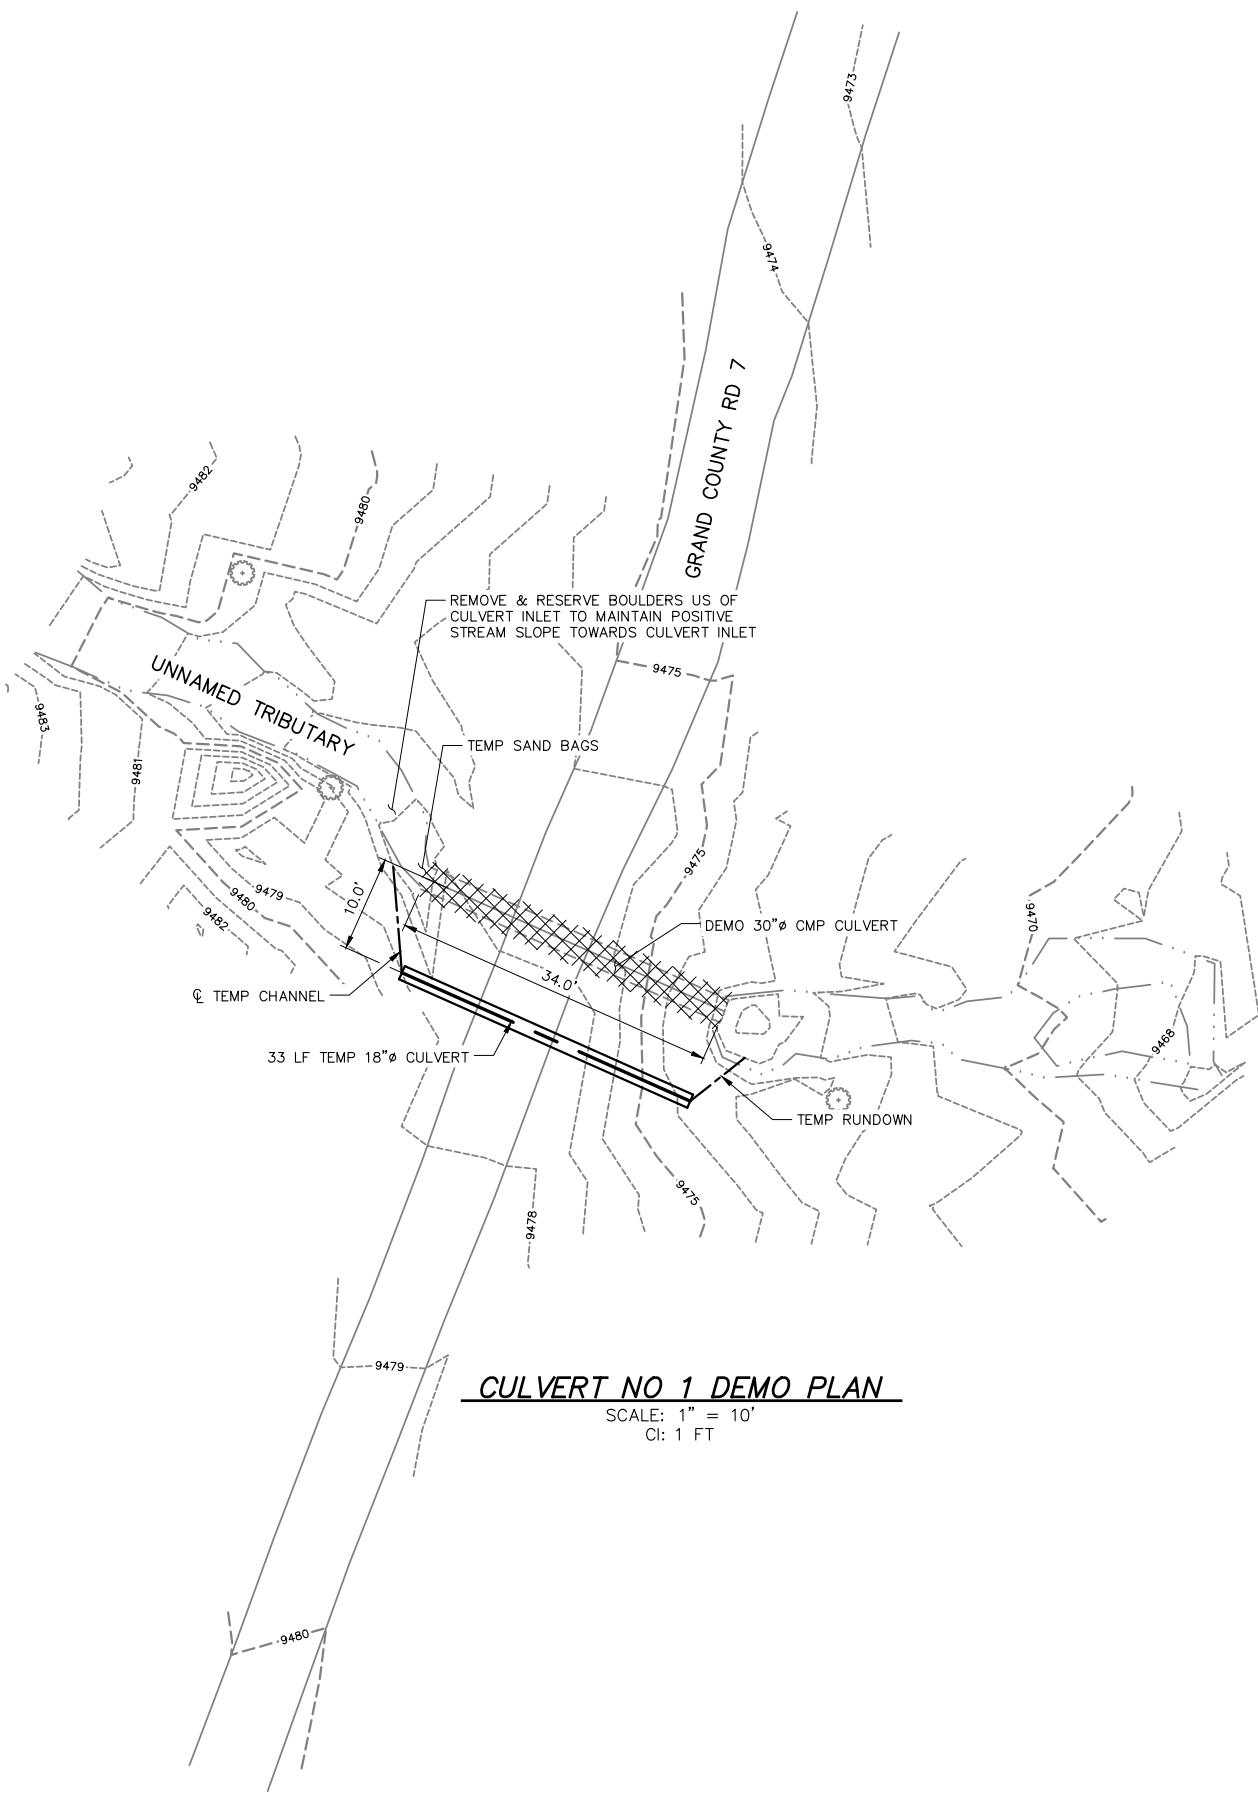 9473
9474
GRAND COUNTY RD 7
9482
9480
REMOVE & RESERVE BOULDERS US OF
CULVERT INLET TO MAINTAIN POSITIVE
STREAM SLOPE TOWARDS CULVERT INLET
9475
UNNAMED TRIBUTARY
9483
9481
TEMP SAND BAGS
9475
9479
9480
9482
10.0'
DEMO 30"ø CMP CULVERT
9470
34.0'
℄ TEMP CHANNEL
33 LF TEMP 18"ø CULVERT
9468
TEMP RUNDOWN
9475
9478
9479
CULVERT NO 1 DEMO PLAN
SCALE: 1" = 10'
CI: 1 FT
9480